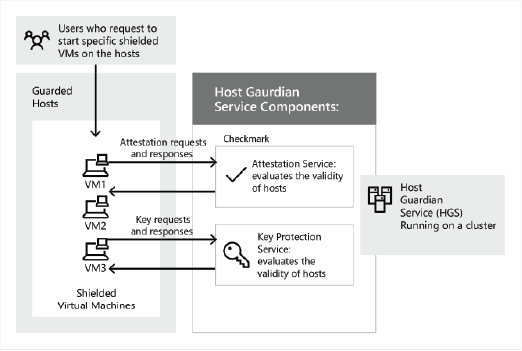 Users who request to
start specific shielded
VMs on the hosts
Guarded
Hosts
Host Gaurdian
Service Components:
Attestation requests
and responses
Checkmark
VM1
Attestation Service:
evaluates the validity
of hosts
VM2
Key requests
and responses
VM3
Key Protection
Service:
evaluates the
validity of hosts
Shielded
Virtual Machines
Host
Guardian
Service (HGS)
Running on a cluster